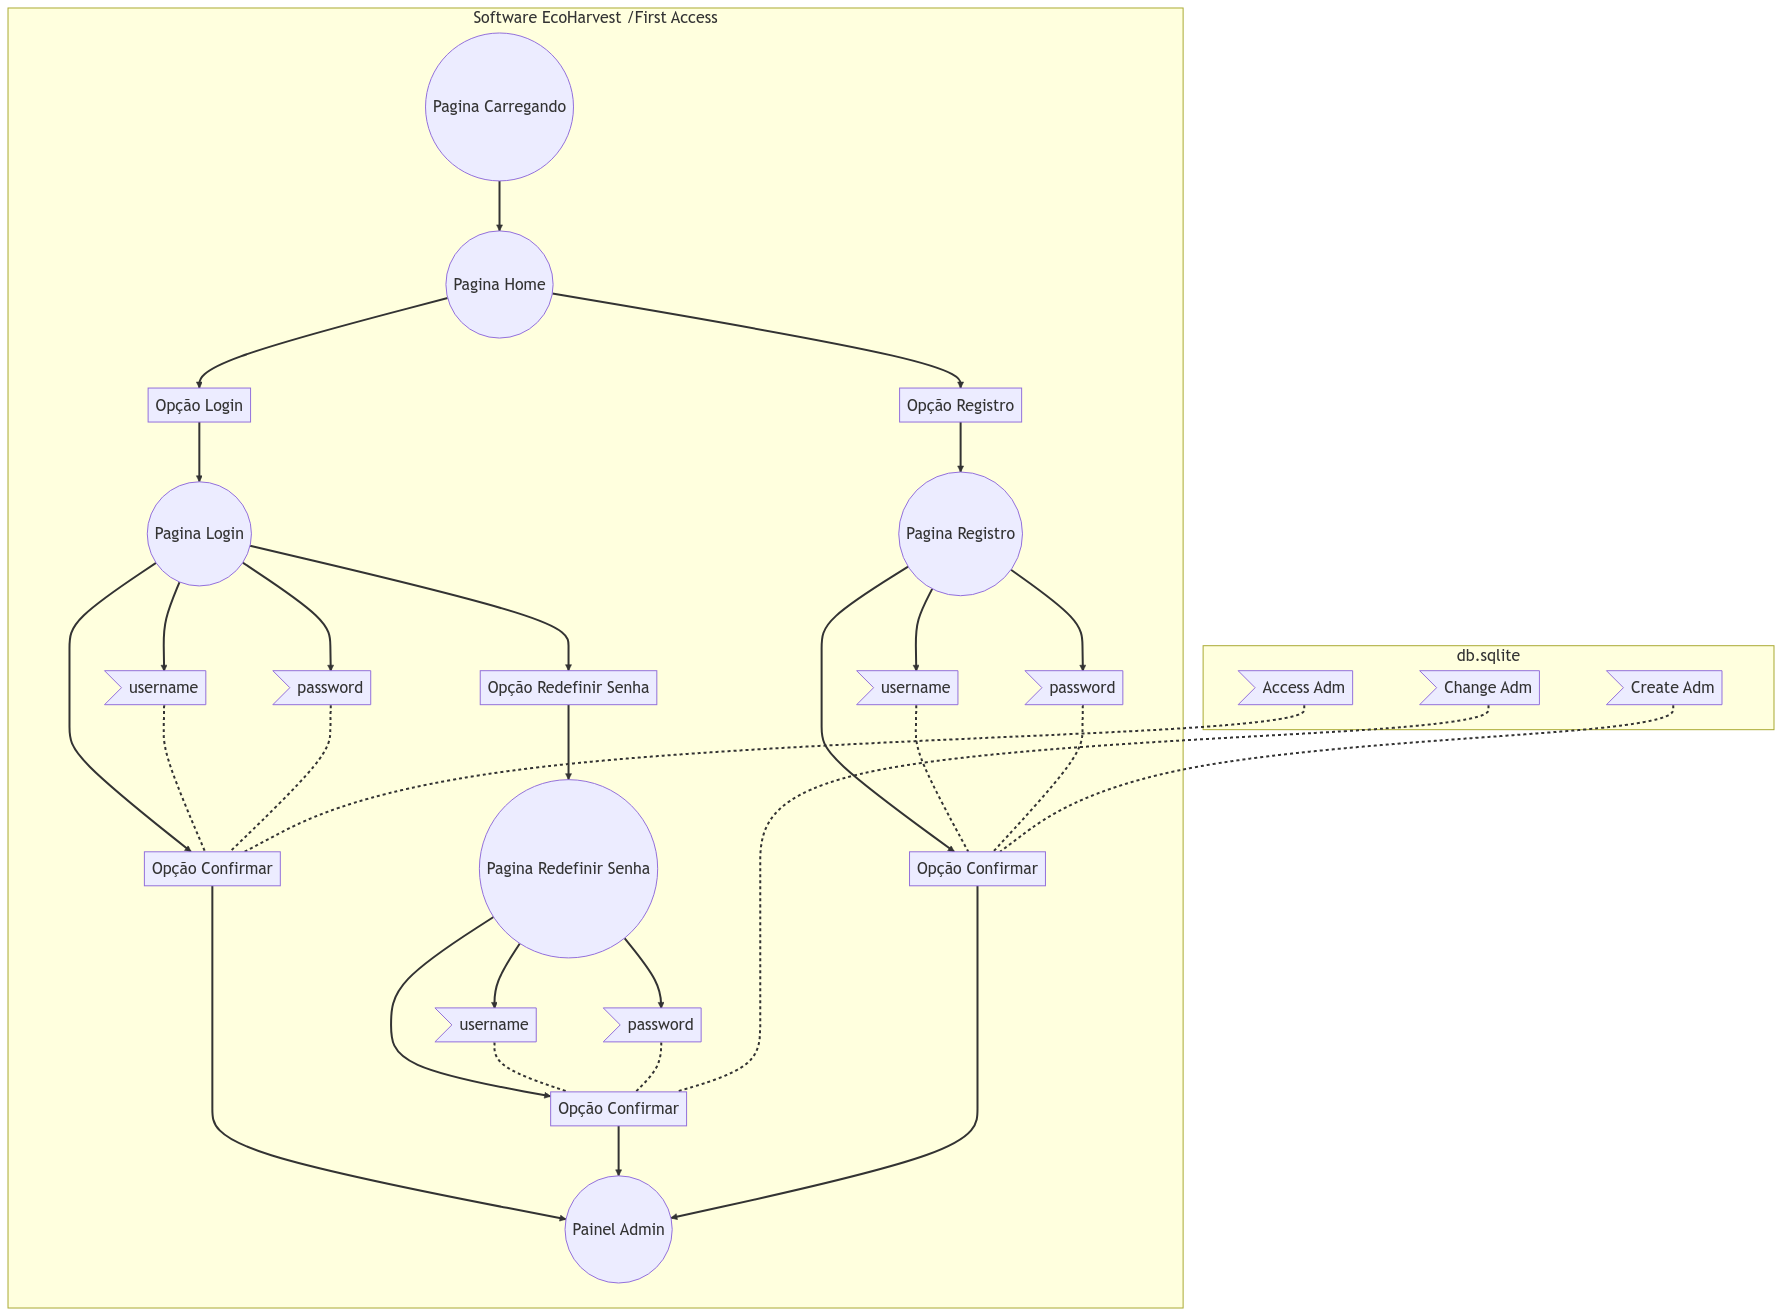 Software EcoHarvest /First Access
Pagina Carregando
Pagina Home
Opção Login
Opção Registro
Pagina Login
Pagina Registro
db.sqlite
username
password
Opção Redefinir Senha
username
password
Access Adm
Change Adm
Create Adm
Opção Confirmar
Pagina Redefinir Senha
Opção Confirmar
username
password
Opção Confirmar
Painel Admin